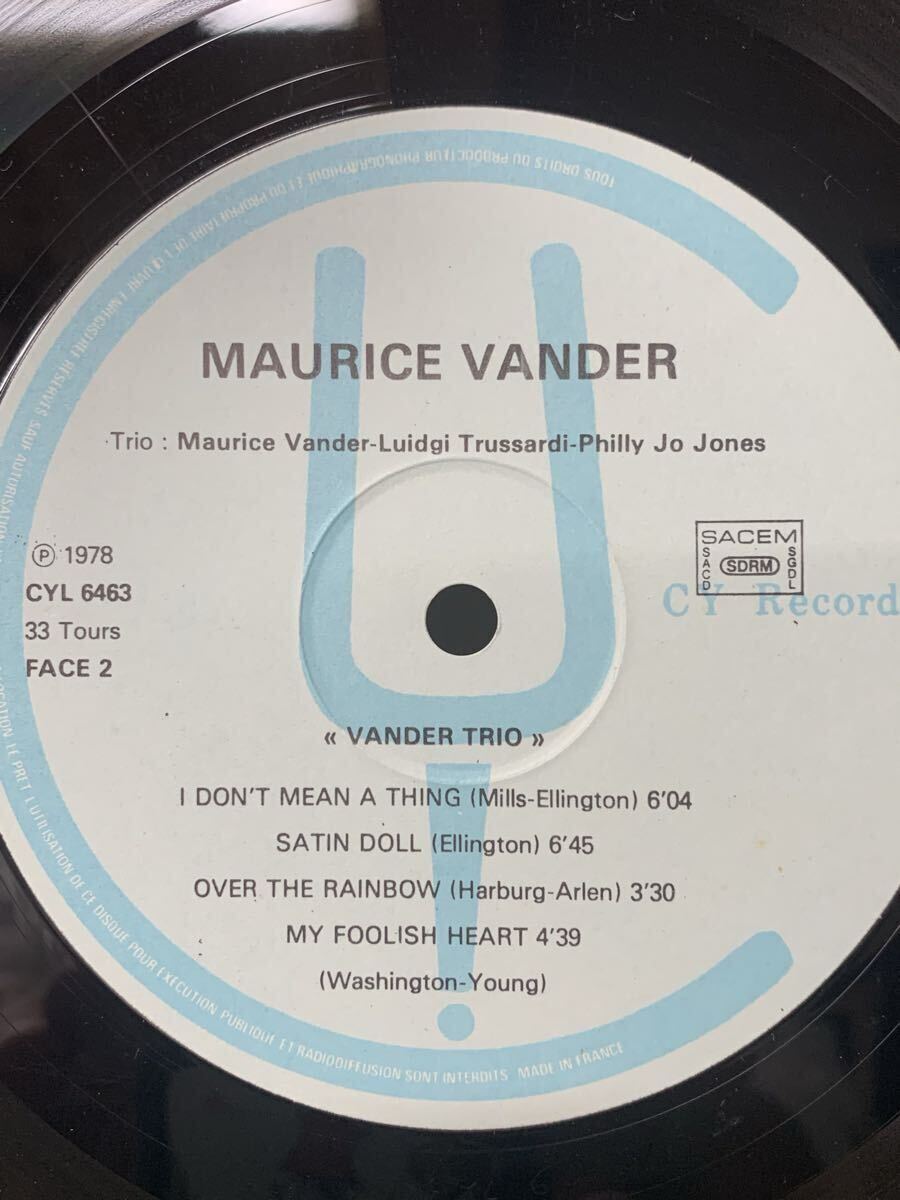 MAURICE VANDER
Trio : Maurice Vander-Luidgi Trussardi-Philly Jo Jones
℗ 1978
CYL 6463
33 Tours
FACE 2
SACEM
SACD
SDRM
SGDL
CY Record
« VANDER TRIO »
I DON'T MEAN A THING (Mills-Ellington) 6'04
SATIN DOLL (Ellington) 6'45
OVER THE RAINBOW (Harburg-Arlen) 3'30
MY FOOLISH HEART 4'39
(Washington-Young)
TOUS DROITS DU PRODUCTEUR PHONOGRAPHIQUE ET DU PROPRIETAIRE DE L'ŒUVRE ENREGISTREE RESERVES SAUF AUTORISATION LOCATION LE PRET L'UTILISATION DE CE DISQUE POUR EXECUTION PUBLIQUE ET RADIODIFFUSION SONT INTERDITS MADE IN FRANCE